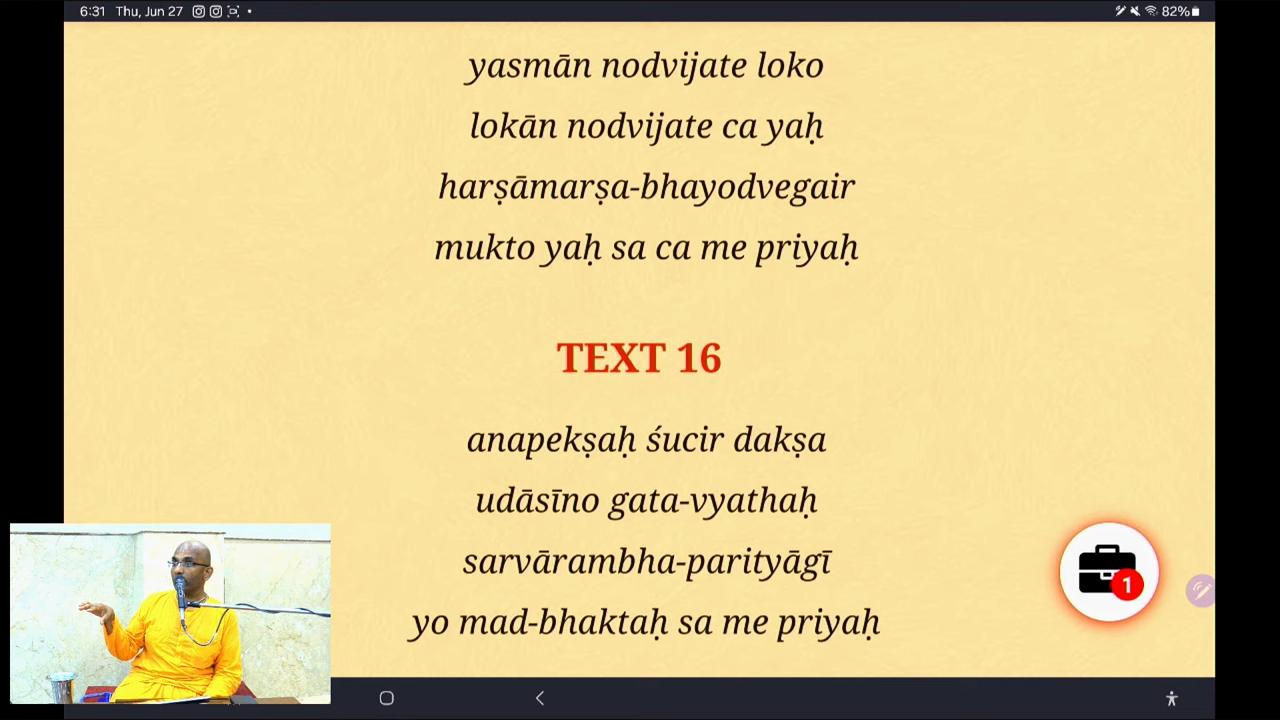 6:31 Thu, Jun 27
82%
yasmān nodvijate loko
lokān nodvijate ca yaḥ
harṣāmarṣa-bhayodvegair
mukto yaḥ sa ca me priyaḥ
TEXT 16
anapekṣaḥ śucir dakṣa
udāsīno gata-vyathaḥ
sarvārambha-parityāgī
yo mad-bhaktaḥ sa me priyaḥ
1